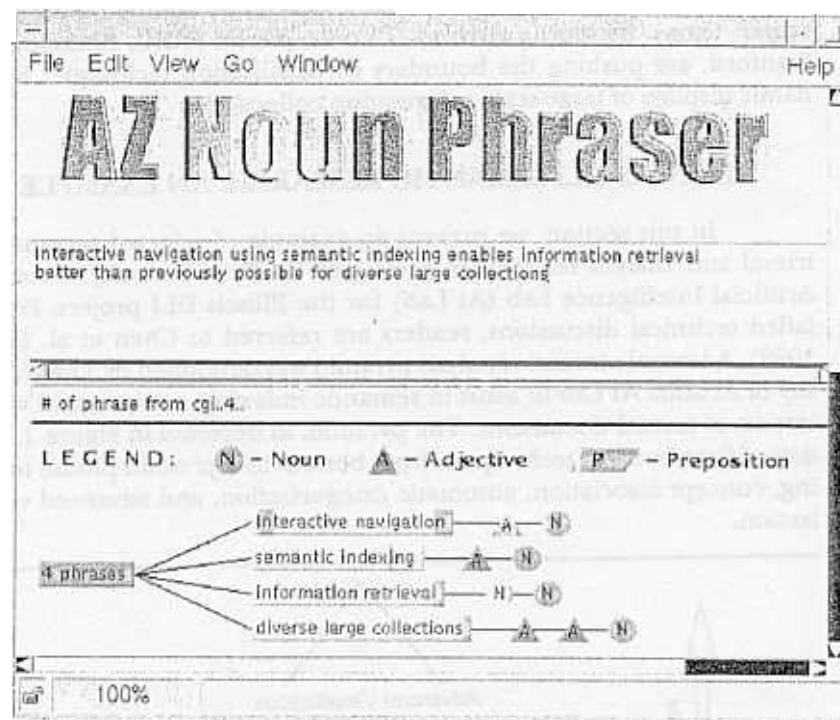 File Edit View Go Window Help
AZ Noun Phraser
Interactive navigation using semantic indexing enables information retrieval
better than previously possible for diverse large collections
# of phrase from cgi..4..
LEGEND: N - Noun A - Adjective P - Preposition
Interactive navigation A N
semantic indexing A N
4 phrases
information retrieval N N
diverse large collections A A N
100%